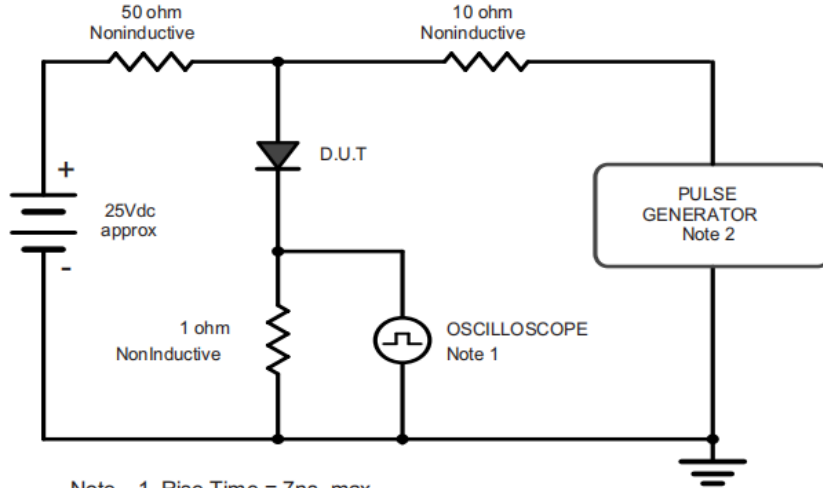 50 ohm
Noninductive
10 ohm
Noninductive
D.U.T
+
25Vdc
approx
-
PULSE
GENERATOR
Note 2
1 ohm
NonInductive
OSCILLOSCOPE
Note 1